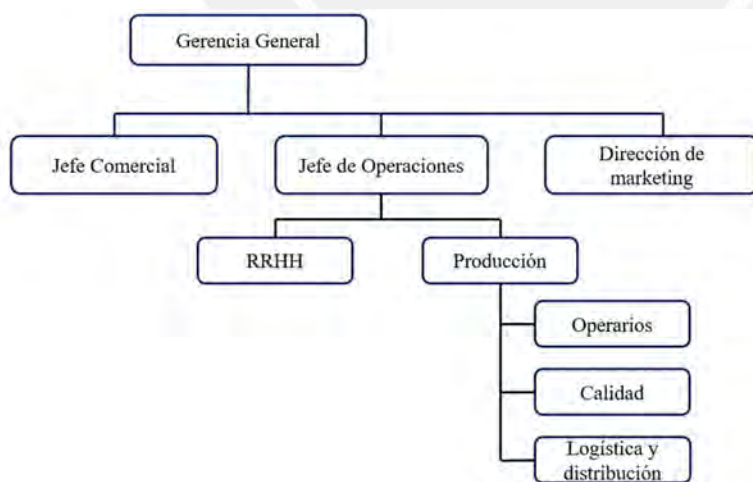 Gerencia General
Jefe Comercial
Jefe de Operaciones
Dirección de
marketing
RRHH
Producción
Operarios
Calidad
Logística y
distribución